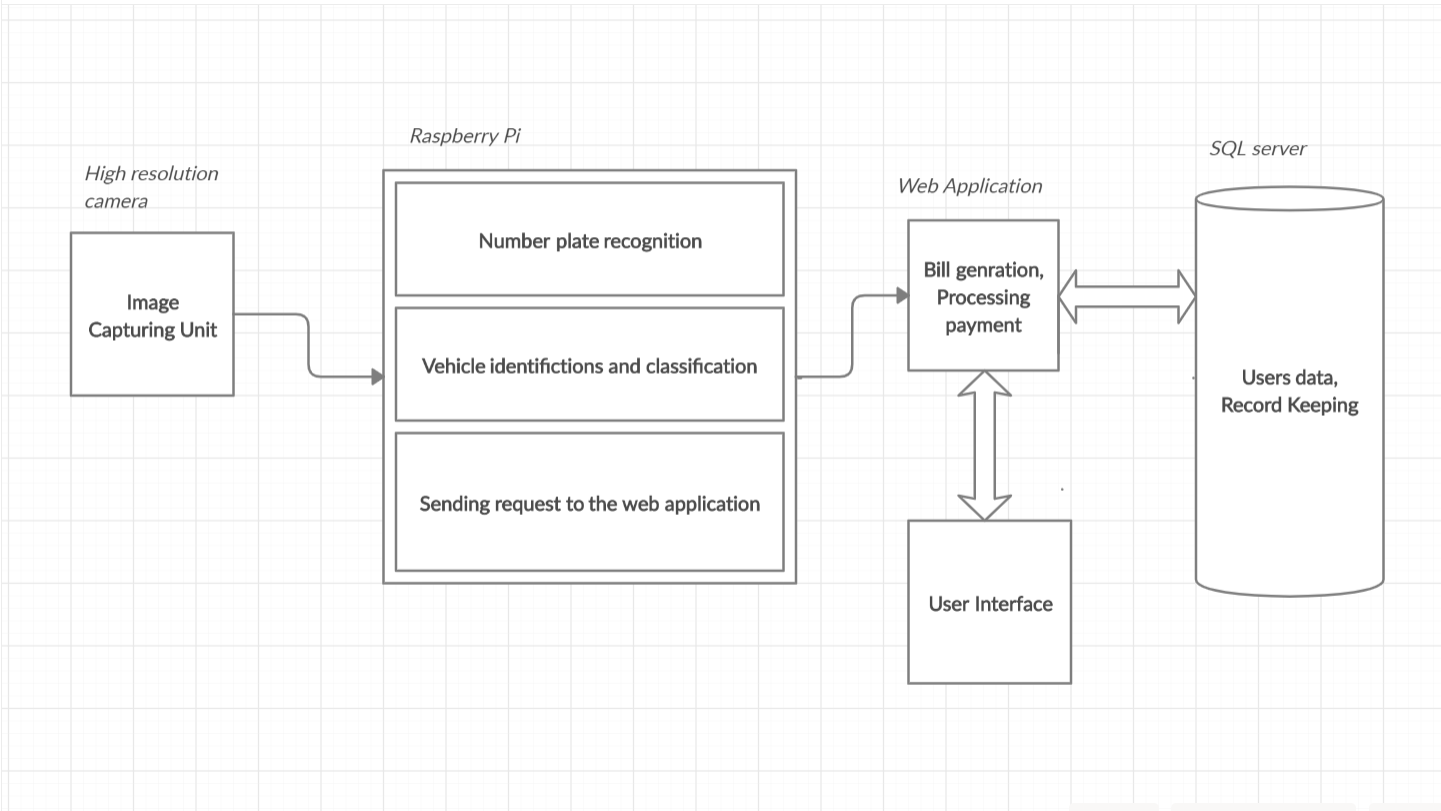 High resolution
camera
Image
Capturing Unit
Raspberry Pi
Number plate recognition
Vehicle identifictions and classification
Sending request to the web application
Web Application
Bill genration,
Processing
payment
User Interface
SQL server
Users data,
Record Keeping